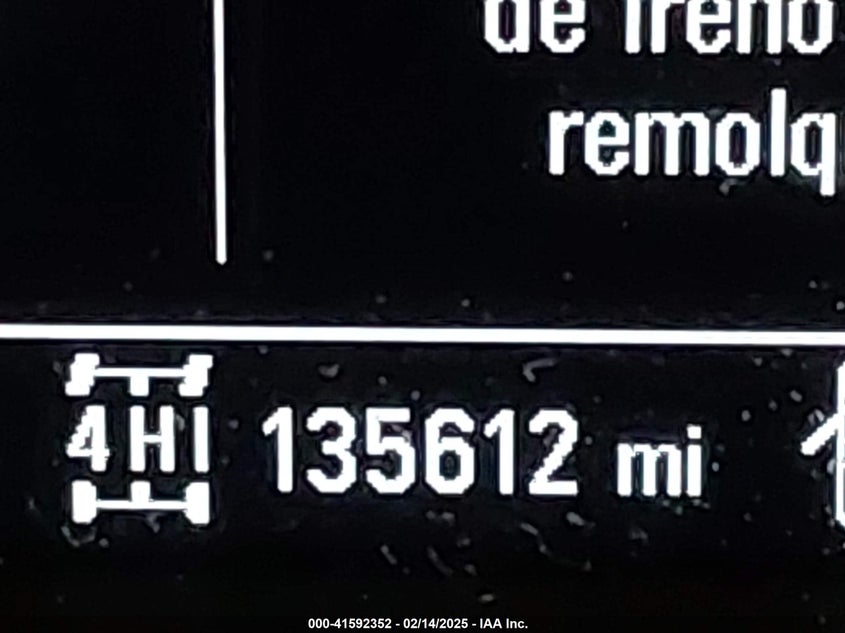 de freno
remolq
4HI 135612 mi
000-41592352 - 02/14/2025 - IAA Inc.